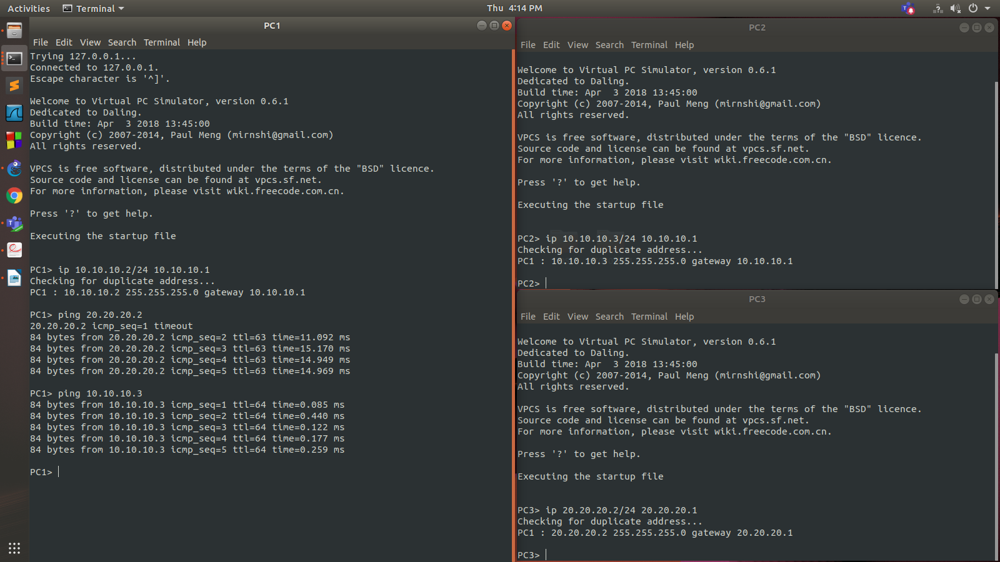 Activities Terminal Thu 4:14 PM
PC1
File Edit View Search Terminal Help
Trying 127.0.0.1...
Connected to 127.0.0.1.
Escape character is '^]'.
Welcome to Virtual PC Simulator, version 0.6.1
Dedicated to Daling.
Build time: Apr  3 2018 13:45:00
Copyright (c) 2007-2014, Paul Meng (mirnshi@gmail.com)
All rights reserved.
VPCS is free software, distributed under the terms of the "BSD" licence.
Source code and license can be found at vpcs.sf.net.
For more information, please visit wiki.freecode.com.cn.
Press '?' to get help.
Executing the startup file
PC1> ip 10.10.10.2/24 10.10.10.1
Checking for duplicate address...
PC1 : 10.10.10.2 255.255.255.0 gateway 10.10.10.1
PC1> ping 20.20.20.2
20.20.20.2 icmp_seq=1 timeout
84 bytes from 20.20.20.2 icmp_seq=2 ttl=63 time=11.092 ms
84 bytes from 20.20.20.2 icmp_seq=3 ttl=63 time=15.170 ms
84 bytes from 20.20.20.2 icmp_seq=4 ttl=63 time=14.949 ms
84 bytes from 20.20.20.2 icmp_seq=5 ttl=63 time=14.969 ms
PC1> ping 10.10.10.3
84 bytes from 10.10.10.3 icmp_seq=1 ttl=64 time=0.085 ms
84 bytes from 10.10.10.3 icmp_seq=2 ttl=64 time=0.440 ms
84 bytes from 10.10.10.3 icmp_seq=3 ttl=64 time=0.122 ms
84 bytes from 10.10.10.3 icmp_seq=4 ttl=64 time=0.177 ms
84 bytes from 10.10.10.3 icmp_seq=5 ttl=64 time=0.259 ms
PC1>
PC2
File Edit View Search Terminal Help
Welcome to Virtual PC Simulator, version 0.6.1
Dedicated to Daling.
Build time: Apr  3 2018 13:45:00
Copyright (c) 2007-2014, Paul Meng (mirnshi@gmail.com)
All rights reserved.
VPCS is free software, distributed under the terms of the "BSD" licence.
Source code and license can be found at vpcs.sf.net.
For more information, please visit wiki.freecode.com.cn.
Press '?' to get help.
Executing the startup file
PC2> ip 10.10.10.3/24 10.10.10.1
Checking for duplicate address...
PC1 : 10.10.10.3 255.255.255.0 gateway 10.10.10.1
PC2>
PC3
File Edit View Search Terminal Help
Welcome to Virtual PC Simulator, version 0.6.1
Dedicated to Daling.
Build time: Apr  3 2018 13:45:00
Copyright (c) 2007-2014, Paul Meng (mirnshi@gmail.com)
All rights reserved.
VPCS is free software, distributed under the terms of the "BSD" licence.
Source code and license can be found at vpcs.sf.net.
For more information, please visit wiki.freecode.com.cn.
Press '?' to get help.
Executing the startup file
PC3> ip 20.20.20.2/24 20.20.20.1
Checking for duplicate address...
PC1 : 20.20.20.2 255.255.255.0 gateway 20.20.20.1
PC3>